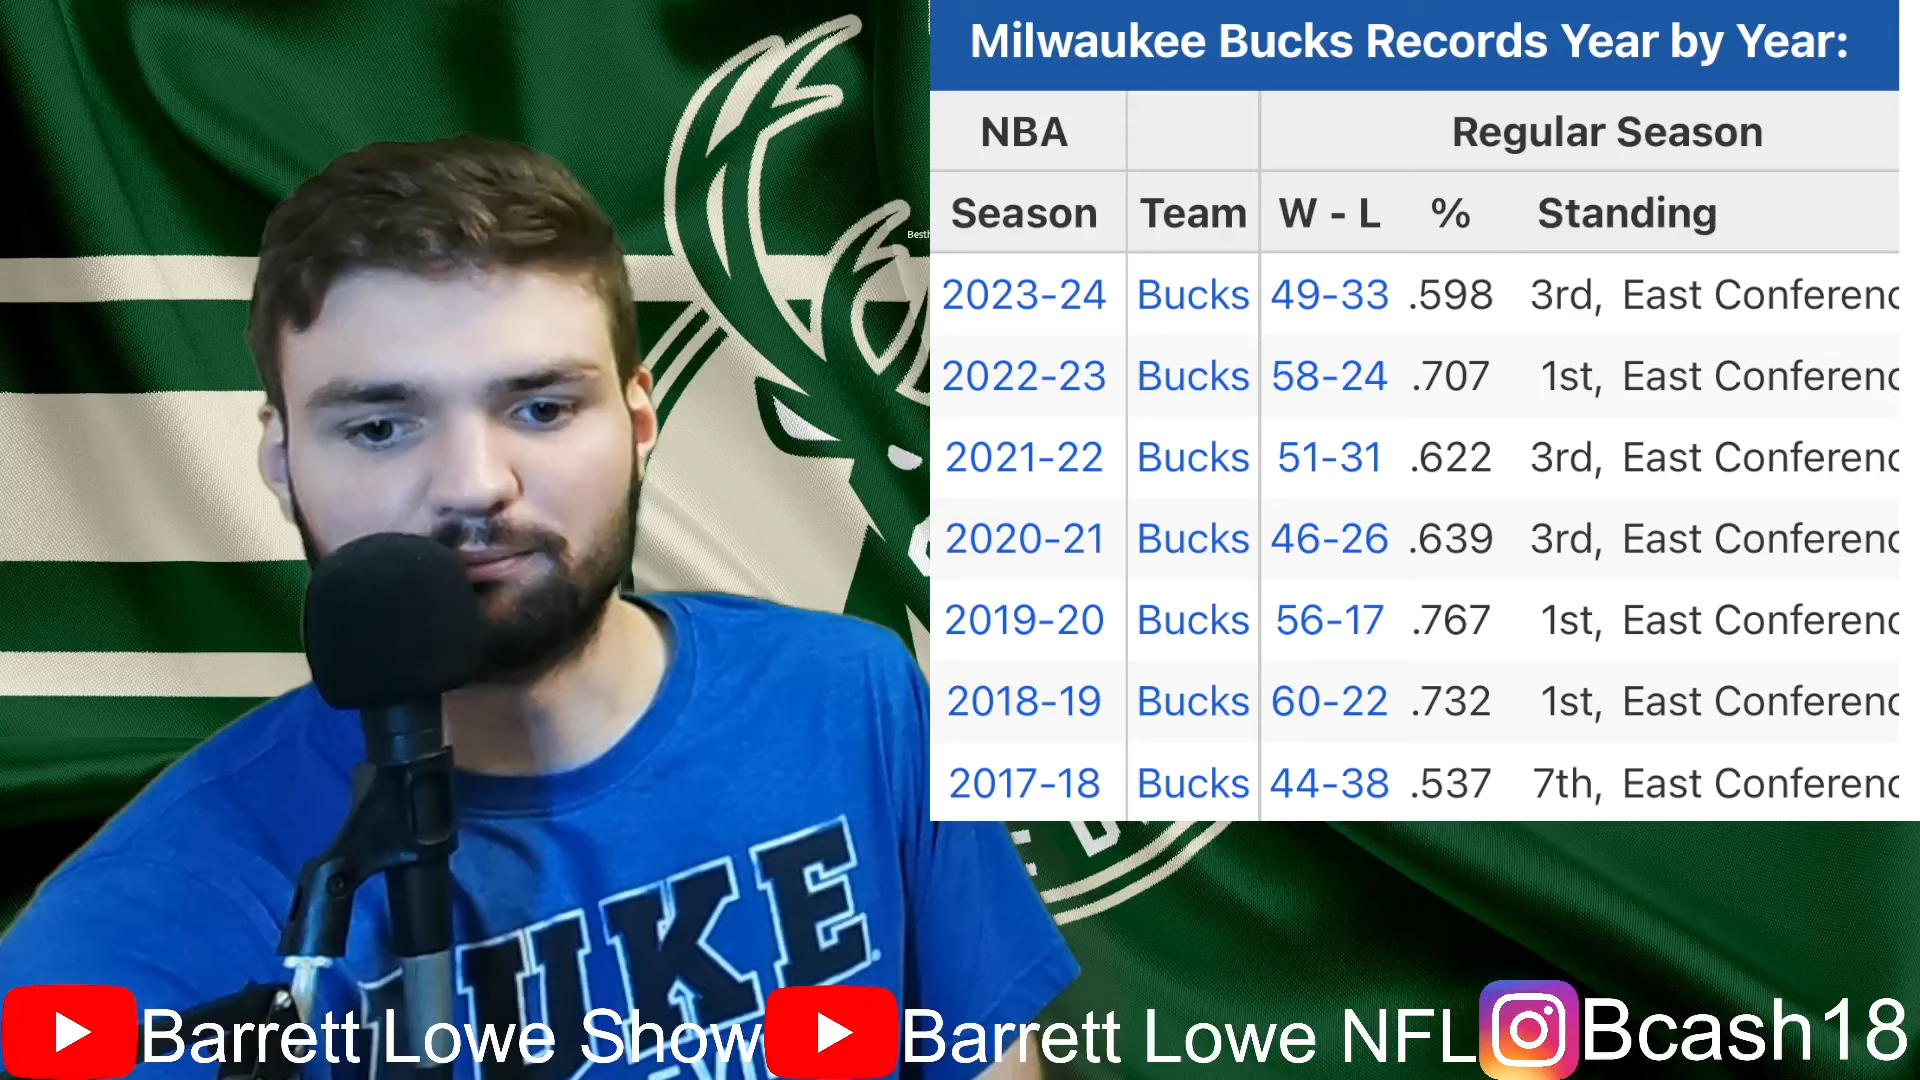 Milwaukee Bucks Records Year by Year:
NBA Regular Season
Season Team W - L % Standing
2023-24 Bucks 49-33 .598 3rd, East Conferenc
2022-23 Bucks 58-24 .707 1st, East Conferenc
2021-22 Bucks 51-31 .622 3rd, East Conferenc
2020-21 Bucks 46-26 .639 3rd, East Conferenc
2019-20 Bucks 56-17 .767 1st, East Conferenc
2018-19 Bucks 60-22 .732 1st, East Conferenc
2017-18 Bucks 44-38 .537 7th, East Conferenc
DUKE
Barrett Lowe Show Barrett Lowe NFL Bcash18